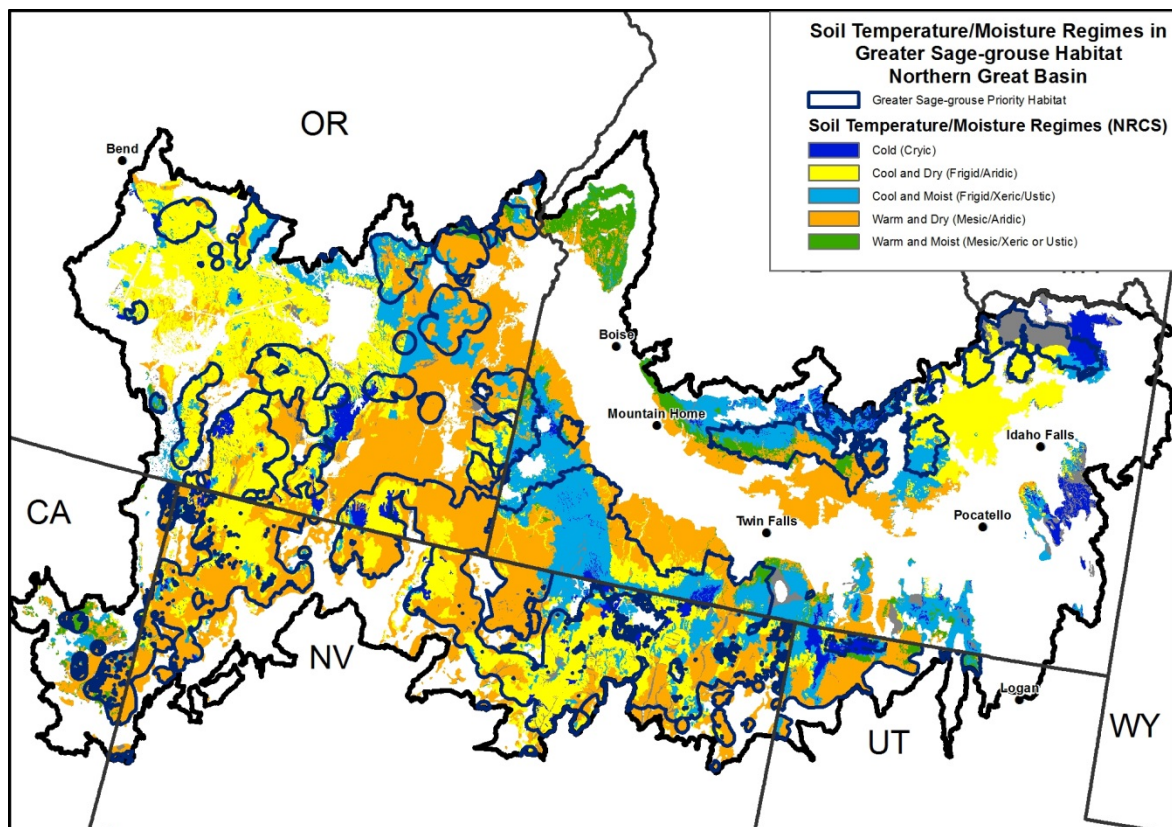 Soil Temperature/Moisture Regimes in
Greater Sage-grouse Habitat
Northern Great Basin
Greater Sage-grouse Priority Habitat
Soil Temperature/Moisture Regimes (NRCS)
Cold (Cryic)
Cool and Dry (Frigid/Aridic)
Cool and Moist (Frigid/Xeric/Ustic)
Warm and Dry (Mesic/Aridic)
Warm and Moist (Mesic/Xeric or Ustic)
OR
Bend
Boise
Mountain Home
Idaho Falls
CA
Twin Falls
Pocatello
NV
Logan
UT
WY